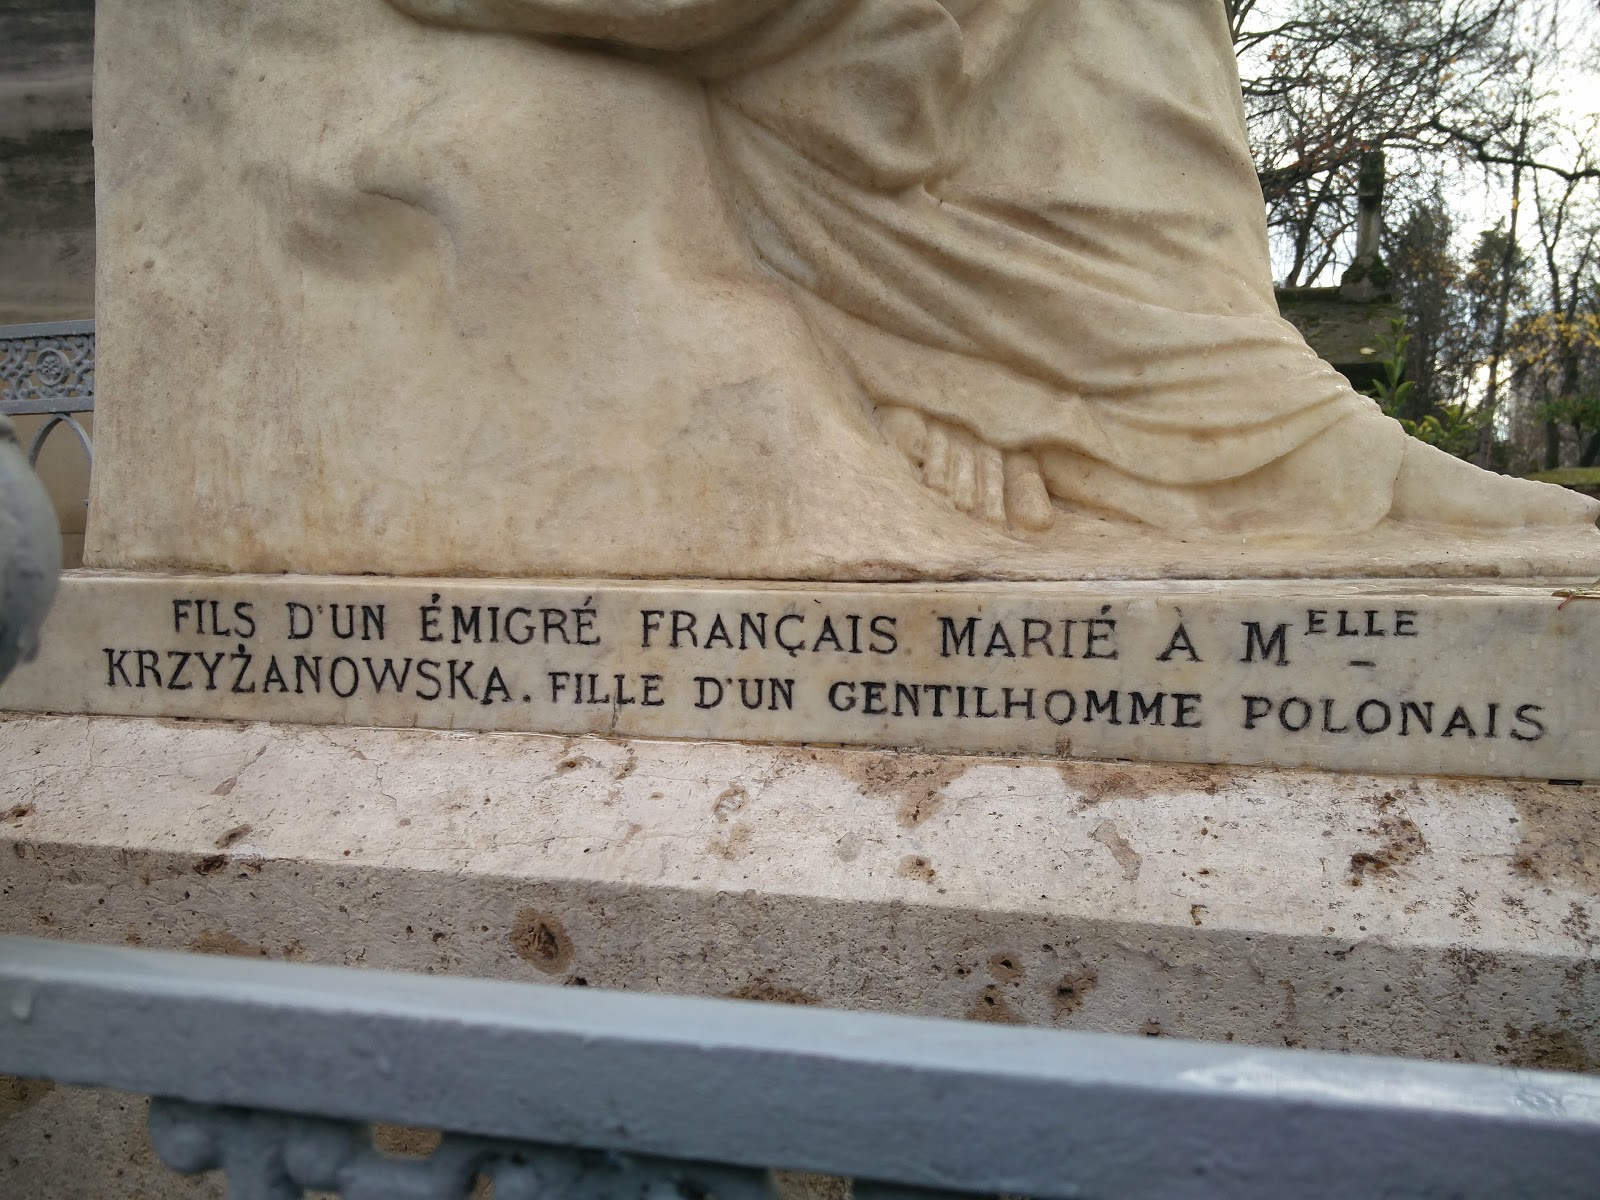 FILS D'UN ÉMIGRÉ FRANÇAIS MARIÉ À MELLE
KRZYŻANOWSKA. FILLE D'UN GENTILHOMME POLONAIS